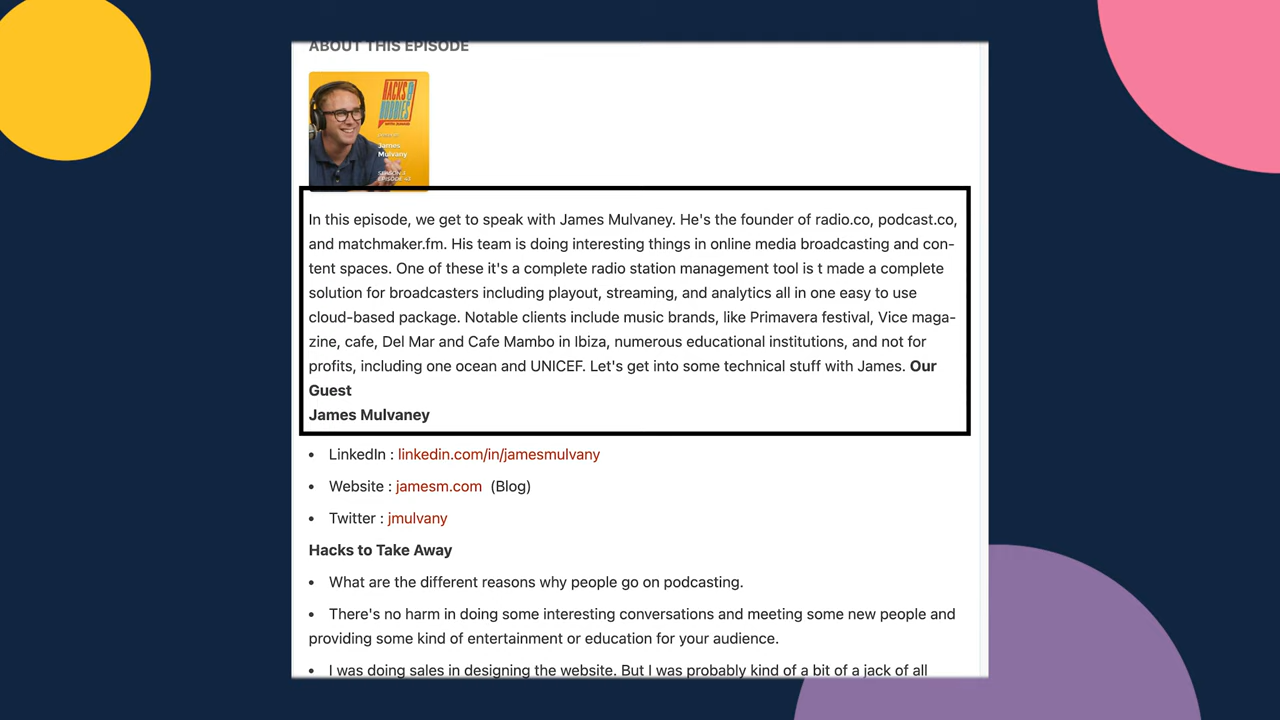 ABOUT THIS EPISODE
HACKS &
HOBBIES
James
Mulvany
SEASON
EPISODE
In this episode, we get to speak with James Mulvaney. He's the founder of radio.co, podcast.co,
and matchmaker.fm. His team is doing interesting things in online media broadcasting and con-
tent spaces. One of these it's a complete radio station management tool is t made a complete
solution for broadcasters including playout, streaming, and analytics all in one easy to use
cloud-based package. Notable clients include music brands, like Primavera festival, Vice maga-
zine, cafe, Del Mar and Cafe Mambo in Ibiza, numerous educational institutions, and not for
profits, including one ocean and UNICEF. Let's get into some technical stuff with James. Our
Guest
James Mulvaney
• LinkedIn : linkedin.com/in/jamesmulvany
• Website : jamesm.com (Blog)
• Twitter : jmulvany
Hacks to Take Away
• What are the different reasons why people go on podcasting.
• There's no harm in doing some interesting conversations and meeting some new people and
providing some kind of entertainment or education for your audience.
• I was doing sales in designing the website. But I was probably kind of a bit of a jack of all